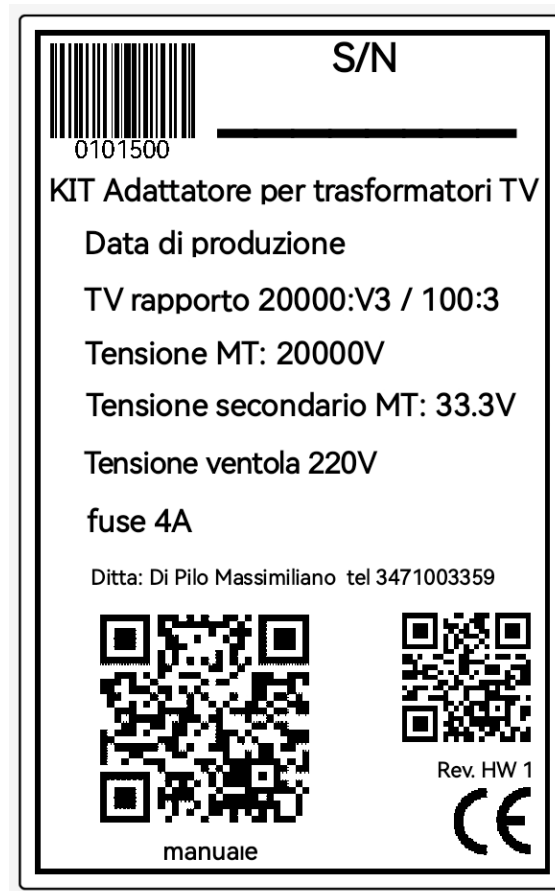 S/N
0101500
KIT Adattatore per trasformatori TV
Data di produzione
TV rapporto 20000:V3 / 100:3
Tensione MT: 20000V
Tensione secondario MT: 33.3V
Tensione ventola 220V
fuse 4A
Ditta: Di Pilo Massimiliano tel 3471003359
Rev. HW 1
manuale
CE